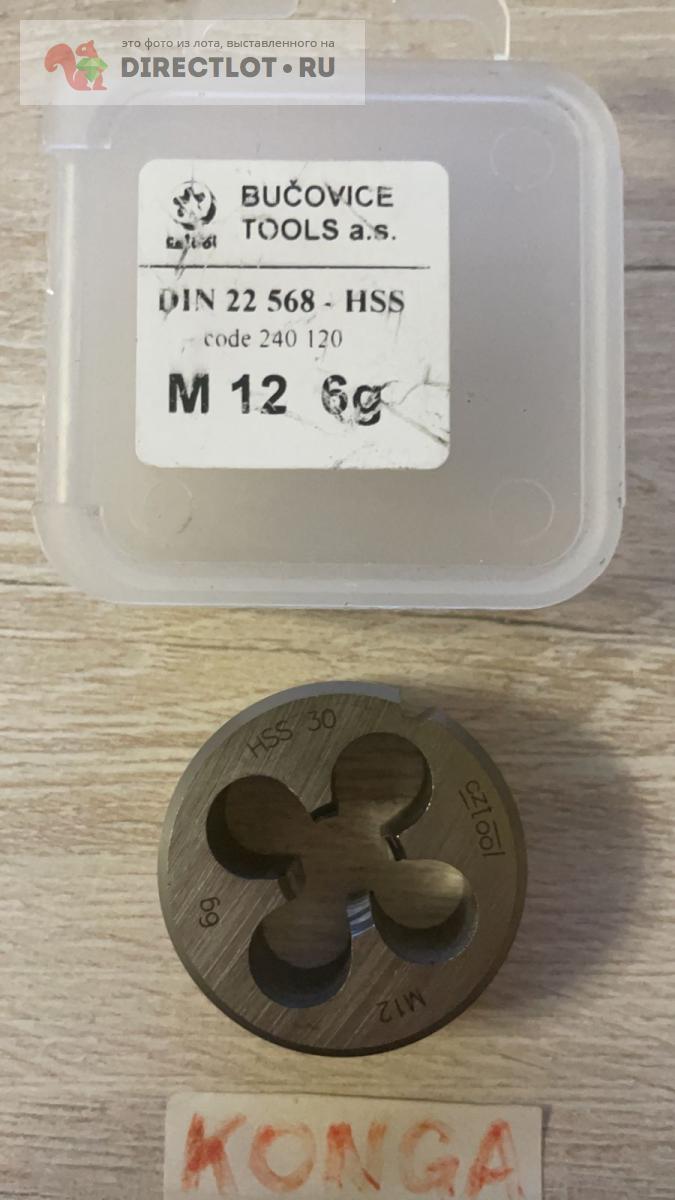 это фото из лота, выставленного на
DIRECTLOT•RU
BUČOVICE
TOOLS a.s.
cztool
DIN 22 568 - HSS
code 240 120
M 12 6g
HSS 30
cztool
6g
M12
KONGA